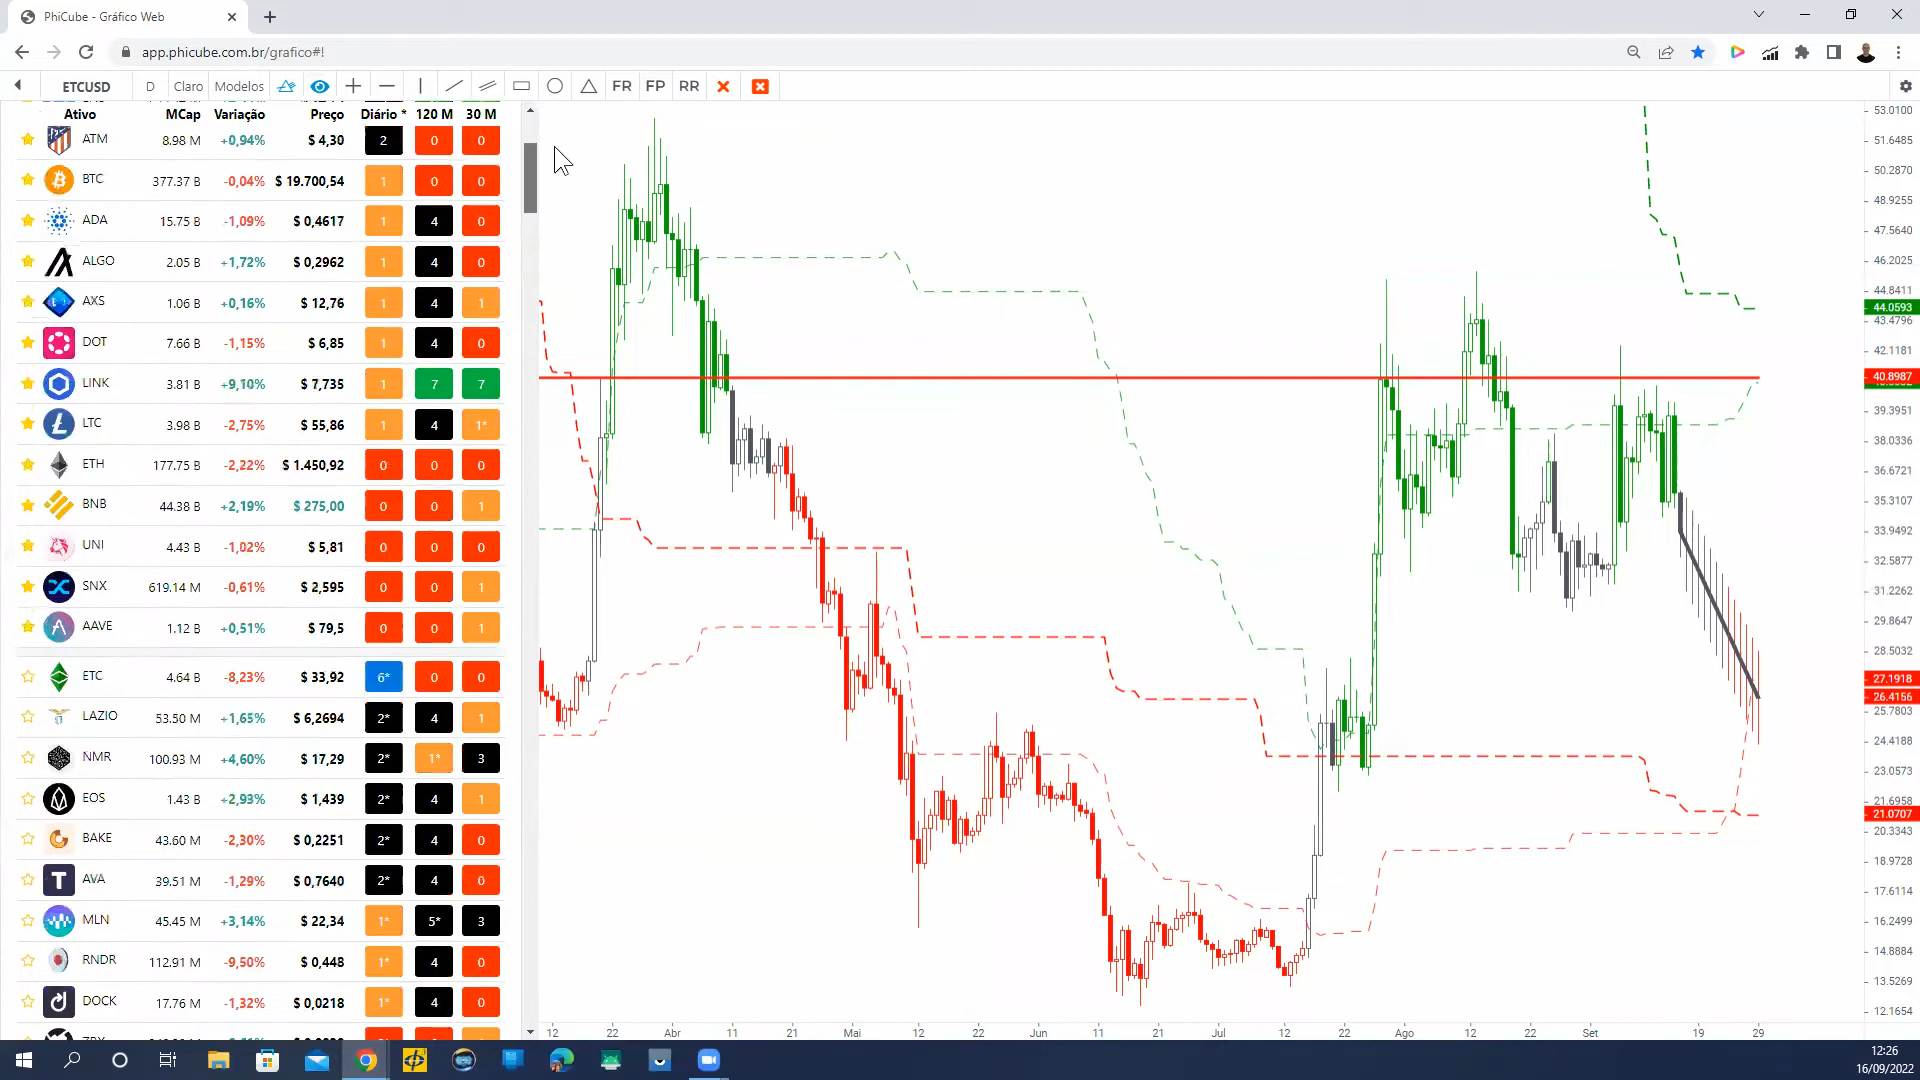 PhiCube - Gráfico Web
app.phicube.com.br/grafico#!
ETCUSD D Claro Modelos FR FP RR
Ativo MCap Variação Preço Diário * 120 M 30 M
ATM 8.98 M +0,94% $ 4,30 2 0 0
BTC 377.37 B -0,04% $ 19.700,54 1 0 0
ADA 15.75 B -1,09% $ 0,4617 1 4 0
ALGO 2.05 B +1,72% $ 0,2962 1 4 0
AXS 1.06 B +0,16% $ 12,76 1 4 1
DOT 7.66 B -1,15% $ 6,85 1 4 0
LINK 3.81 B +9,10% $ 7,735 1 7 7
LTC 3.98 B -2,75% $ 55,86 1 4 1*
ETH 177.75 B -2,22% $ 1.450,92 0 0 0
BNB 44.38 B +2,19% $ 275,00 0 0 1
UNI 4.43 B -1,02% $ 5,81 0 0 0
SNX 619.14 M -0,61% $ 2,595 0 0 1
AAVE 1.12 B +0,51% $ 79,5 0 0 1
ETC 4.64 B -8,23% $ 33,92 6* 0 0
LAZIO 53.50 M +1,65% $ 6,2694 2* 4 1
NMR 100.93 M +4,60% $ 17,29 2* 1* 3
EOS 1.43 B +2,93% $ 1,439 2* 4 1
BAKE 43.60 M -2,30% $ 0,2251 2* 4 0
AVA 39.51 M -1,29% $ 0,7640 2* 4 0
MLN 45.45 M +3,14% $ 22,34 1* 5* 3
RNDR 112.91 M -9,50% $ 0,448 1* 4 0
DOCK 17.76 M -1,32% $ 0,0218 1* 4 0
53.0100
51.6485
50.2870
48.9255
47.5640
46.2025
44.8411
44.0593
43.4796
42.1181
40.8987
39.3951
38.0336
36.6721
35.3107
33.9492
32.5877
31.2262
29.8647
28.5032
27.1918
26.4156
25.7803
24.4188
23.0573
21.6958
21.0707
20.3343
18.9728
17.6114
16.2499
14.8884
13.5269
12.1654
12 22 Abr 11 21 Mai 12 22 Jun 11 21 Jul 12 22 Ago 12 22 Set 19 29
12:26
16/09/2022